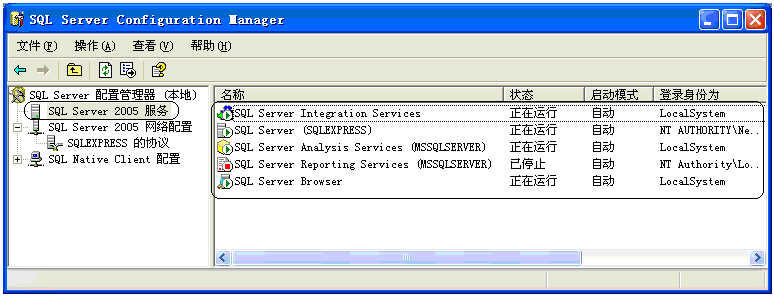 SQL Server Configuration Manager
文件(F) 操作(A) 查看(V) 帮助(H)
SQL Server 配置管理器 (本地)
SQL Server 2005 服务
SQL Server 2005 网络配置
SQLEXPRESS 的协议
SQL Native Client 配置
名称 状态 启动模式 登录身份为
SQL Server Integration Services 正在运行 自动 LocalSystem
SQL Server (SQLEXPRESS) 正在运行 自动 NT AUTHORITY\Ne...
SQL Server Analysis Services (MSSQLSERVER) 正在运行 自动 LocalSystem
SQL Server Reporting Services (MSSQLSERVER) 已停止 自动 NT Authority\Lo...
SQL Server Browser 正在运行 自动 LocalSystem